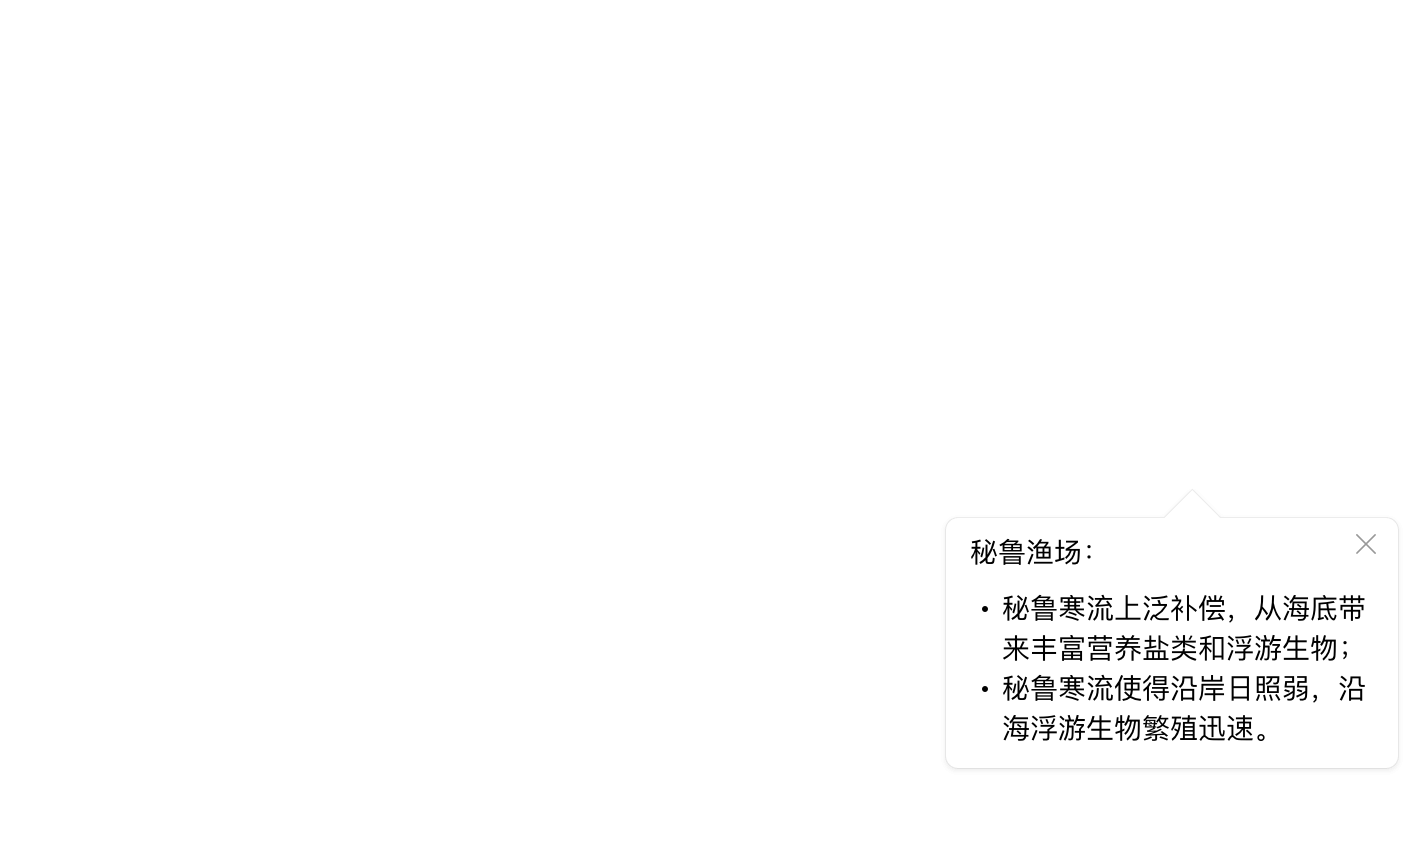 秘鲁渔场：
• 秘鲁寒流上泛补偿，从海底带
来丰富营养盐类和浮游生物；
• 秘鲁寒流使得沿岸日照弱，沿
海浮游生物繁殖迅速。